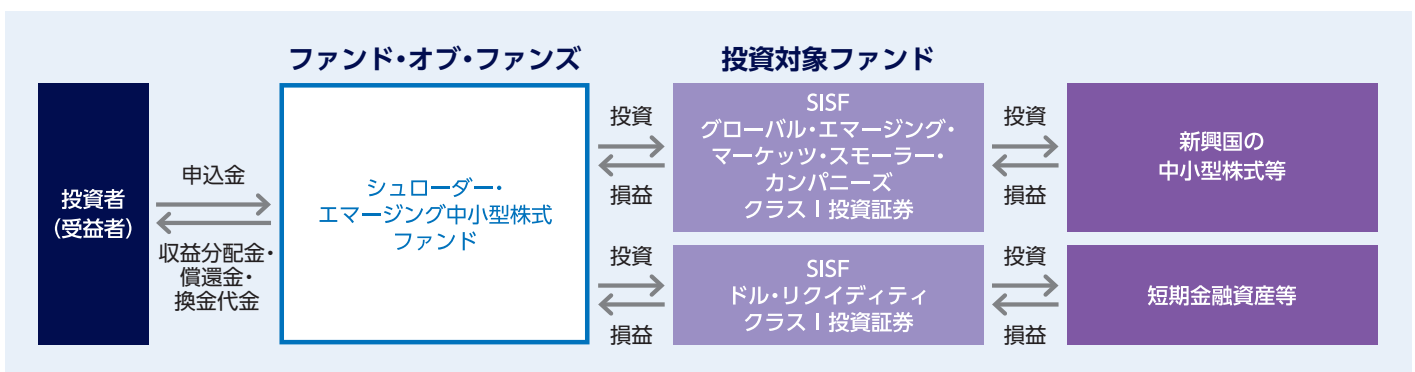 ファンド・オブ・ファンズ
投資対象ファンド
投資者
(受益者)
申込金
収益分配金・
償還金・
換金代金
シュローダー・
エマージング中小型株式
ファンド
投資
損益
SISF
グローバル・エマージング・
マーケッツ・スモーラー・
カンパニーズ
クラスⅠ投資証券
投資
損益
新興国の
中小型株式等
投資
損益
SISF
ドル・リクイディティ
クラスⅠ投資証券
投資
損益
短期金融資産等